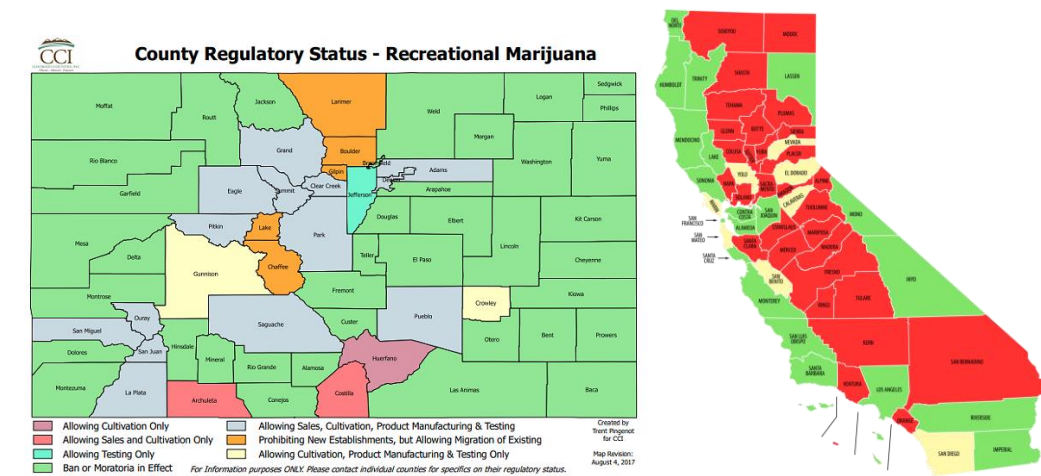 CCI
County Regulatory Status - Recreational Marijuana
Moffat
Routt
Jackson
Larimer
Weld
Logan
Sedgwick
Phillips
Morgan
Rio Blanco
Grand
Boulder
Gilpin
Adams
Washington
Yuma
Garfield
Eagle
Summit
Clear Creek
Jefferson
Arapahoe
Pitkin
Lake
Park
Douglas
Elbert
Kit Carson
Mesa
Delta
Gunnison
Chaffee
Teller
El Paso
Lincoln
Cheyenne
Montrose
Fremont
Crowley
Kiowa
Ouray
Saguache
Custer
Pueblo
San Miguel
Otero
Bent
Prowers
Dolores
San Juan
Hinsdale
Mineral
Rio Grande
Alamosa
Huerfano
Montezuma
La Plata
Archuleta
Conejos
Costilla
Las Animas
Baca
Allowing Cultivation Only
Allowing Sales and Cultivation Only
Allowing Testing Only
Ban or Moratoria in Effect
Allowing Sales, Cultivation, Product Manufacturing & Testing
Prohibiting New Establishments, but Allowing Migration of Existing
Allowing Cultivation, Product Manufacturing & Testing Only
For Information purposes ONLY. Please contact individual counties for specifics on their regulatory status.
Created by
Trent Pingenot
for CCI
Map Revision:
August 4, 2017
DEL
NORTE
SISKIYOU
MODOC
HUMBOLDT
TRINITY
SHASTA
LASSEN
TEHAMA
PLUMAS
MENDOCINO
GLENN
BUTTE
SIERRA
NEVADA
LAKE
COLUSA
YUBA
PLACER
SONOMA
NAPA
YOLO
EL DORADO
ALPINE
SOLANO
CALAVERAS
TUOLUMNE
MONO
SAN
FRANCISCO
CONTRA
COSTA
SAN
JOAQUIN
ALAMEDA
STANISLAUS
MARIPOSA
SAN
MATEO
SANTA
CLARA
MERCED
MADERA
SANTA
CRUZ
SAN
BENITO
FRESNO
INYO
MONTEREY
KINGS
TULARE
SAN LUIS
OBISPO
KERN
SAN BERNARDINO
SANTA
BARBARA
VENTURA
LOS ANGELES
ORANGE
RIVERSIDE
SAN DIEGO
IMPERIAL